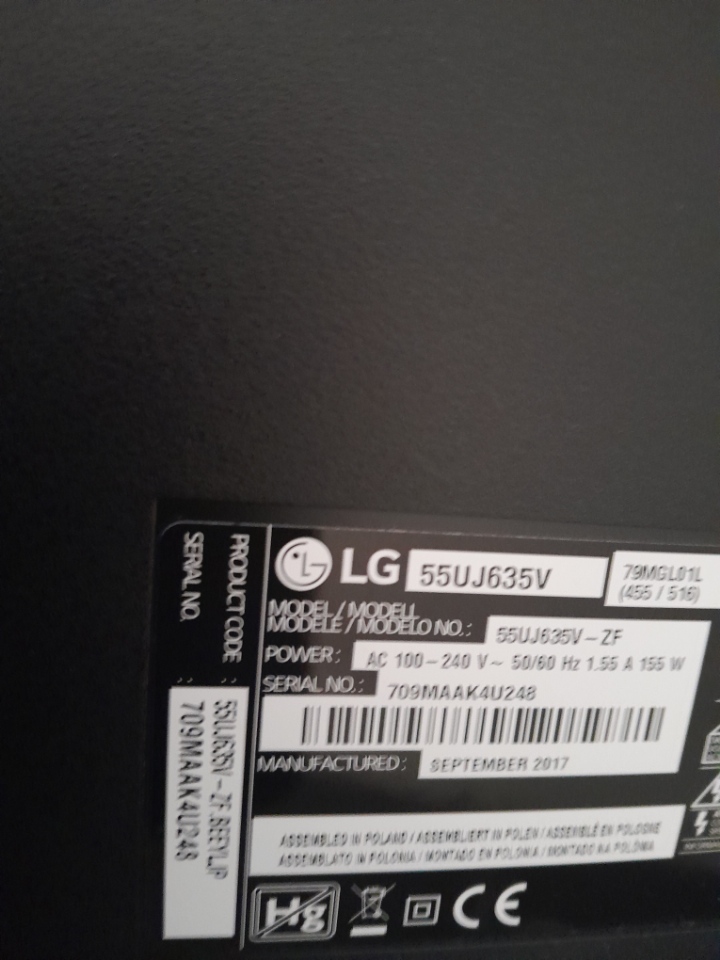 LG 55UJ635V
79MGL01L
(455 / 516)
MODEL / MODELL
MODÈLE / MODELO NO.: 55UJ635V-ZF
POWER: AC 100-240 V~ 50/60 Hz 1.55 A 155 W
SERIAL NO.: 709MAAK4U248
MANUFACTURED: SEPTEMBER 2017
ASSEMBLED IN POLAND / ASSEMBLIERT IN POLEN / ASSEMBLÉ EN POLOGNE
ASSEMBLATO IN POLONIA / MONTADO EN POLONIA / MONTADO NA POLÓNIA
Hg
CE
PRODUCT CODE : 55UJ635V-ZF.BEEYLJP
SERIAL NO. : 709MAAK4U248